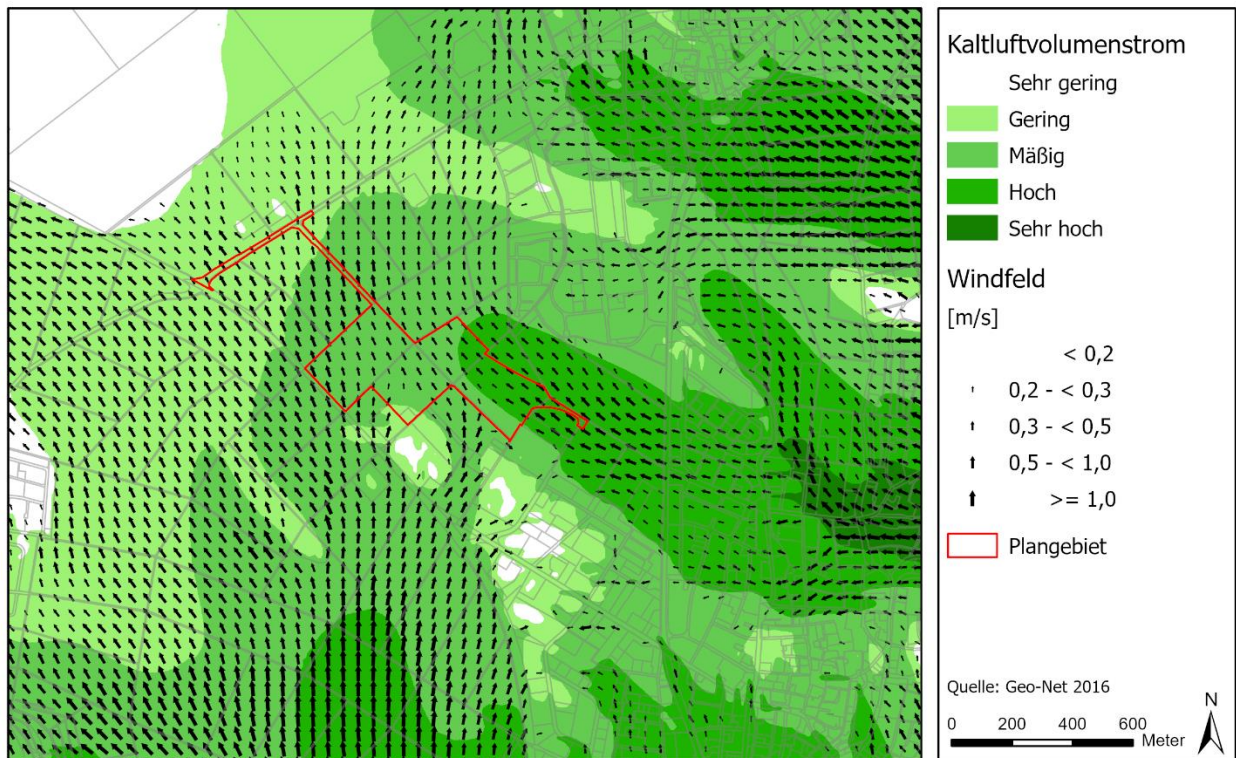 Kaltluftvolumenstrom
Sehr gering
Gering
Mäßig
Hoch
Sehr hoch
Windfeld
[m/s]
< 0,2
0,2 - < 0,3
0,3 - < 0,5
0,5 - < 1,0
>= 1,0
Plangebiet
Quelle: Geo-Net 2016
N
0 200 400 600
Meter